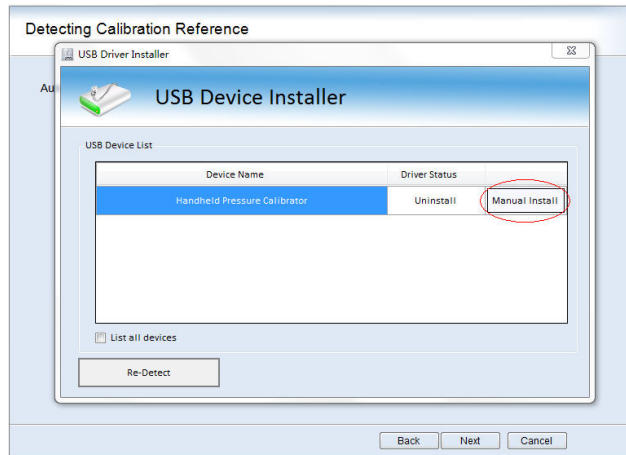 Detecting Calibration Reference
USB Driver Installer
Au
USB Device Installer
USB Device List
Device Name Driver Status
Handheld Pressure Calibrator Uninstall Manual Install
List all devices
Re-Detect
Back Next Cancel